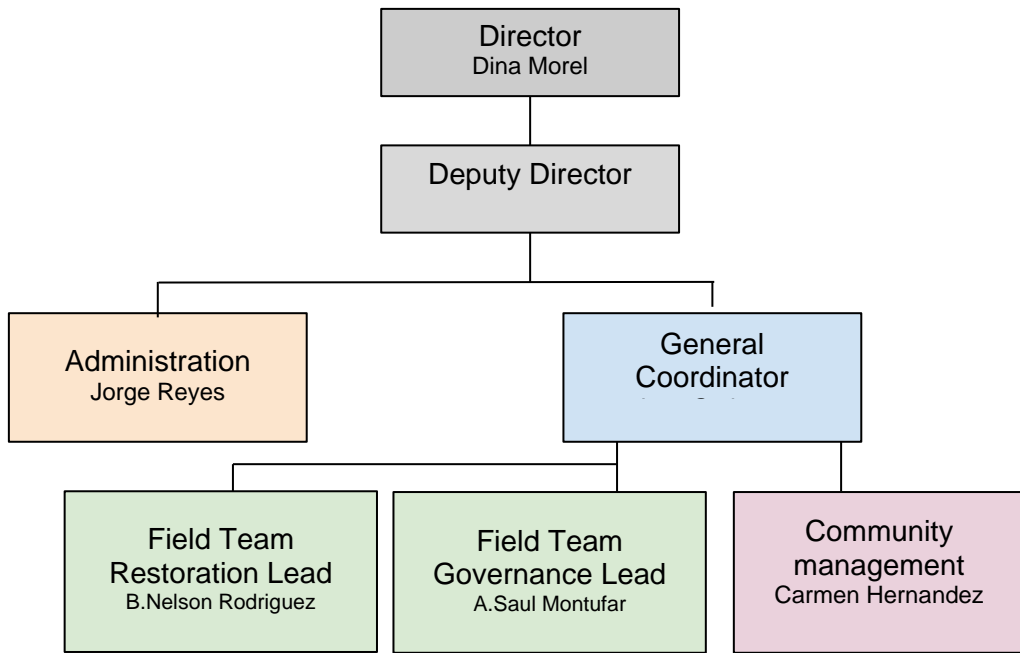 Director
Dina Morel
Deputy Director
Administration
Jorge Reyes
General
Coordinator
Field Team
Restoration Lead
B.Nelson Rodriguez
Field Team
Governance Lead
A.Saul Montufar
Community
management
Carmen Hernandez